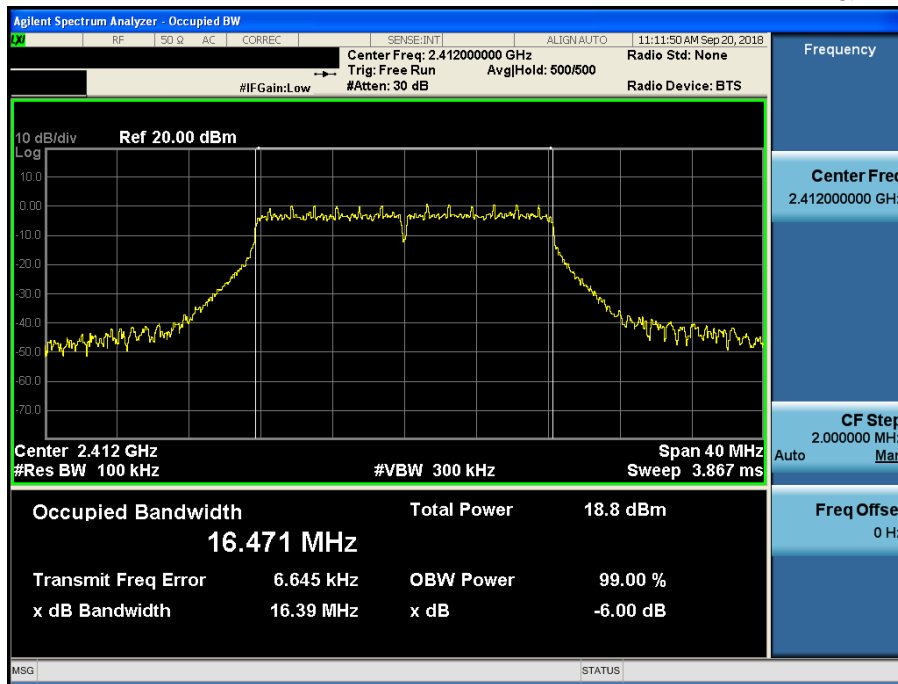 Agilent Spectrum Analyzer - Occupied BW
LXI RF 50 Ω AC CORREC SENSE:INT ALIGN AUTO 11:11:50 AM Sep 20, 2018
Center Freq: 2.412000000 GHz Radio Std: None
Trig: Free Run Avg|Hold: 500/500
#IFGain:Low #Atten: 30 dB Radio Device: BTS
Frequency
10 dB/div Ref 20.00 dBm
Log
10.0
0.00
-10.0
-20.0
-30.0
-40.0
-50.0
-60.0
-70.0
Center 2.412 GHz Span 40 MHz
#Res BW 100 kHz #VBW 300 kHz Sweep 3.867 ms
Occupied Bandwidth Total Power 18.8 dBm
16.471 MHz
Transmit Freq Error 6.645 kHz OBW Power 99.00 %
x dB Bandwidth 16.39 MHz x dB -6.00 dB
Center Freq
2.412000000 GHz
CF Step
2.000000 MHz
Auto Man
Freq Offset
0 Hz
MSG STATUS